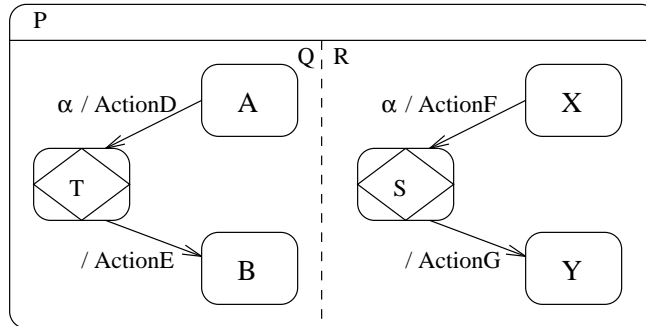 P
Q R
α / ActionD A
α / ActionF X
T
S
/ ActionE B
/ ActionG Y